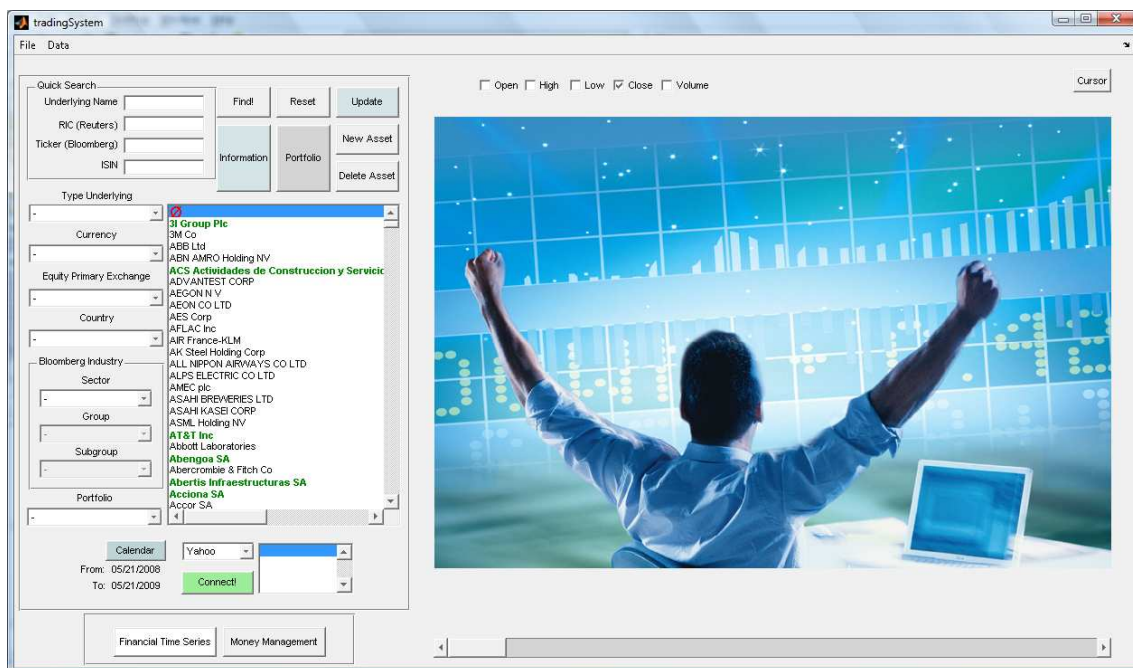 tradingSystem
File Data
Quick Search
Underlying Name
RIC (Reuters)
Ticker (Bloomberg)
ISIN
Find!
Reset
Update
Information
Portfolio
New Asset
Delete Asset
Type Underlying
-
Currency
-
Equity Primary Exchange
-
Country
-
Bloomberg Industry
Sector
-
Group
-
Subgroup
-
Portfolio
-
3I Group Plc
3M Co
ABB Ltd
ABN AMRO Holding NV
ACS Actividades de Construccion y Servicio
ADVANTEST CORP
AEGON N V
AEON CO LTD
AES Corp
AFLAC Inc
AIR France-KLM
AK Steel Holding Corp
ALL NIPPON AIRWAYS CO LTD
ALPS ELECTRIC CO LTD
AMEC plc
ASAHI BREWERIES LTD
ASAHI KASEI CORP
ASML Holding NV
AT&T Inc
Abbott Laboratories
Abengoa SA
Abercrombie & Fitch Co
Abertis Infraestructuras SA
Acciona SA
Accor SA
Calendar
From: 05/21/2008
To: 05/21/2009
Yahoo
Connect!
Financial Time Series
Money Management
Open High Low Close Volume
Cursor